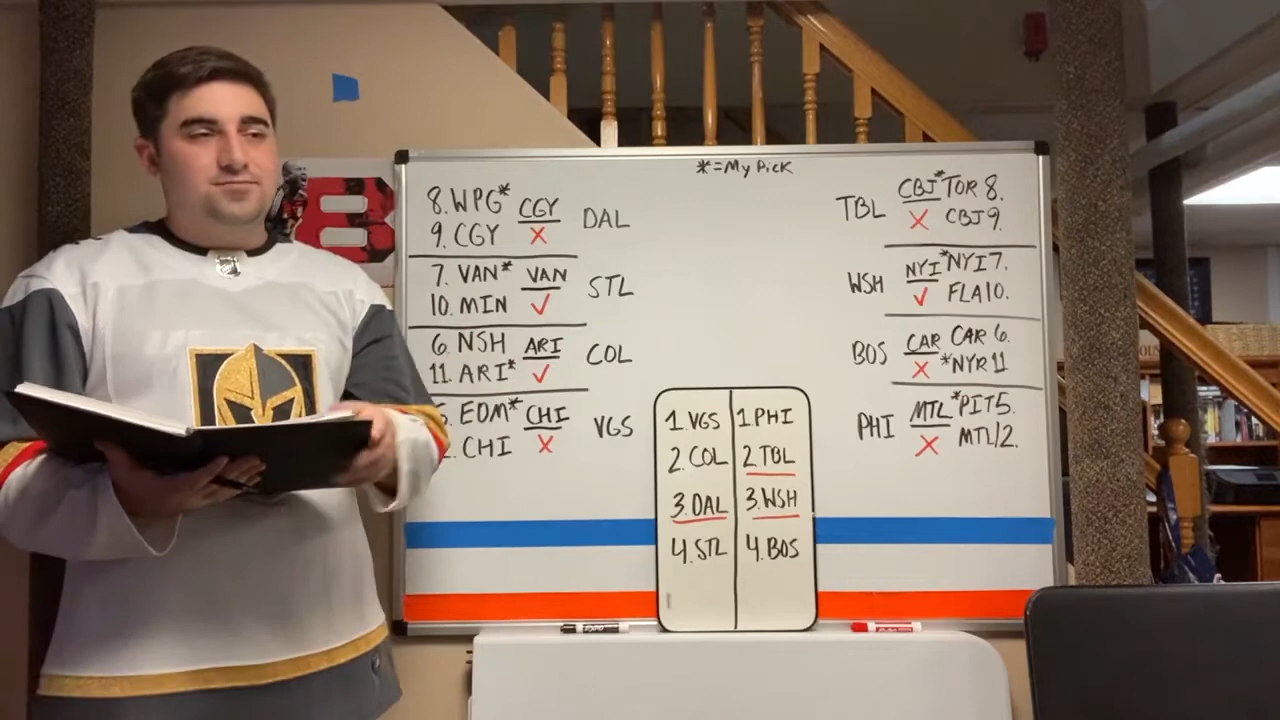 *=My Pick
8. WPG* CGY DAL
9. CGY X
7. VAN* VAN STL
10. MIN ✓
6. NSH ARI COL
11. ARI* ✓
EDM* CHI VGS
CHI X
TBL CBJ *TOR 8.
X CBJ 9.
WSH NYI *NYI 7.
✓ FLA 10.
BOS CAR CAR 6.
X *NYR 11
PHI MTL *PIT 5.
X MTL 12.
1. VGS 1. PHI
2. COL 2. TBL
3. DAL 3. WSH
4. STL 4. BOS